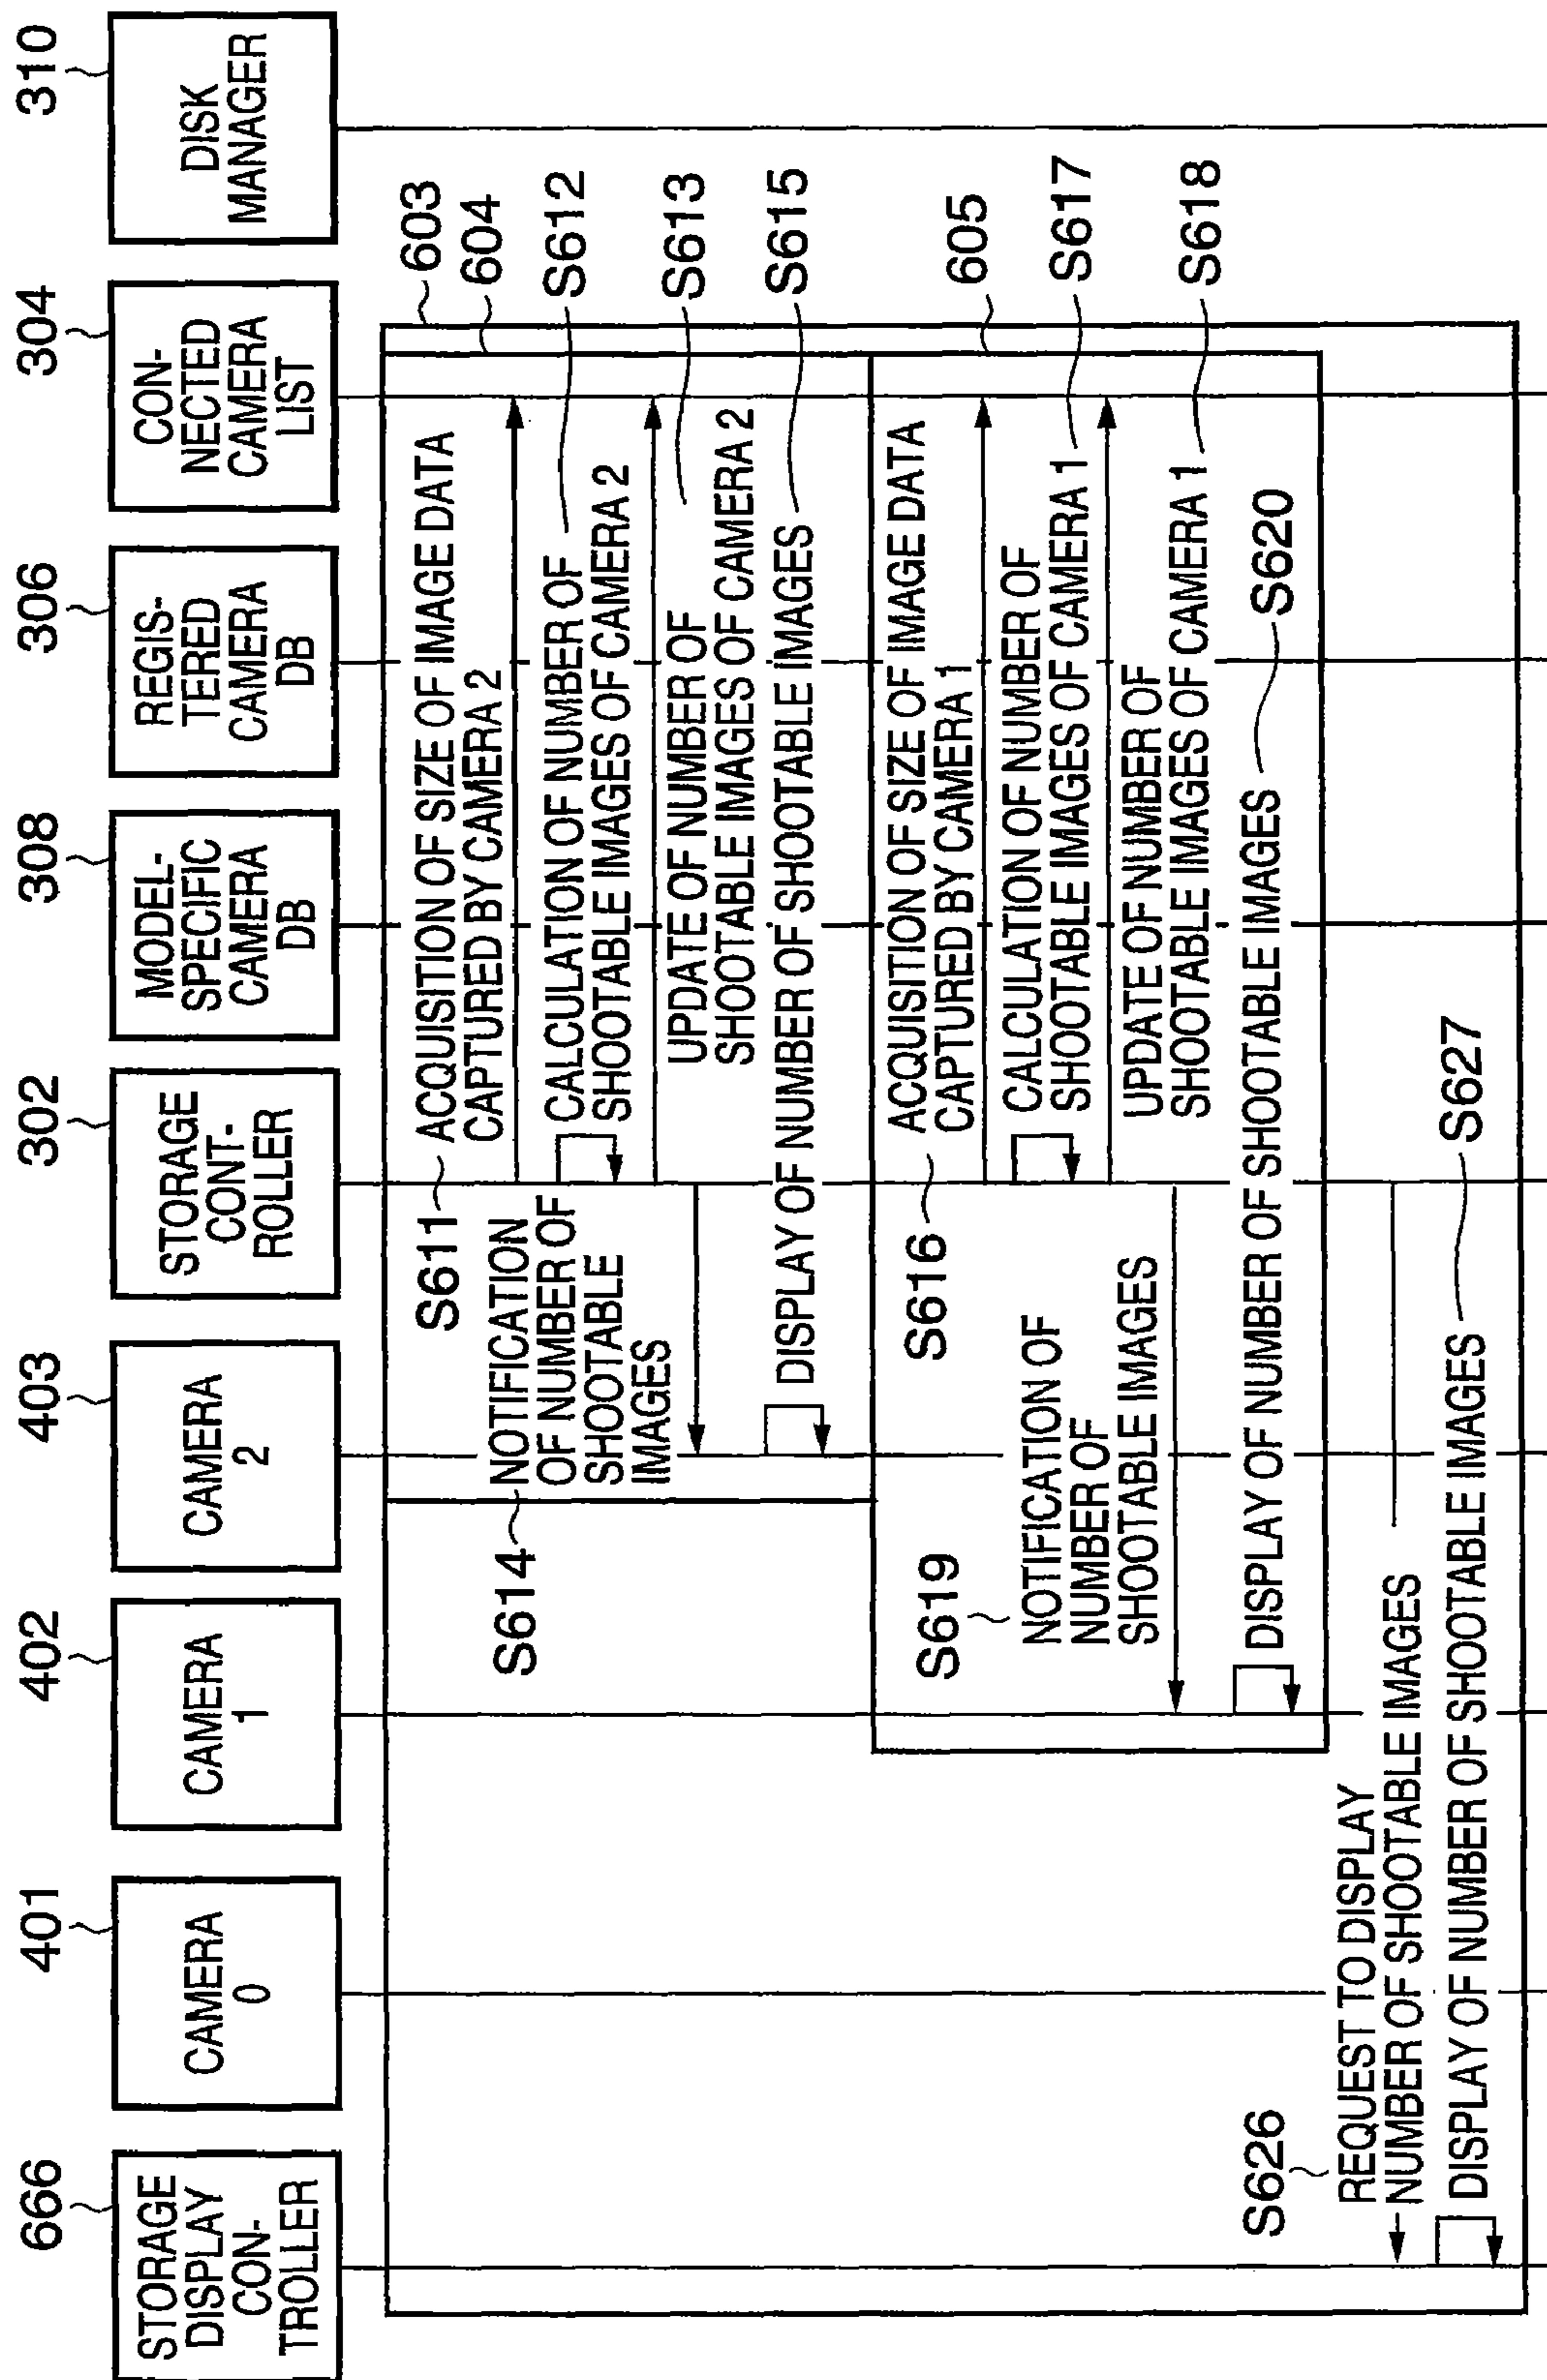 666
STORAGE
DISPLAY
CON-
TROLLER
401
CAMERA
0
402
CAMERA
1
403
CAMERA
2
302
STORAGE
CONT-
ROLLER
308
MODEL-
SPECIFIC
CAMERA
DB
306
REGIS-
TERED
CAMERA
DB
304
CON-
NECTED
CAMERA
LIST
310
DISK
MANAGER
603
604
S611
ACQUISITION OF SIZE OF IMAGE DATA
CAPTURED BY CAMERA 2
S612
CALCULATION OF NUMBER OF
SHOOTABLE IMAGES OF CAMERA 2
S613
UPDATE OF NUMBER OF
SHOOTABLE IMAGES OF CAMERA 2
S614
NOTIFICATION
OF NUMBER OF
SHOOTABLE
IMAGES
S615
DISPLAY OF NUMBER OF SHOOTABLE IMAGES
605
S616
ACQUISITION OF SIZE OF IMAGE DATA
CAPTURED BY CAMERA 1
S617
CALCULATION OF NUMBER OF
SHOOTABLE IMAGES OF CAMERA 1
S618
UPDATE OF NUMBER OF
SHOOTABLE IMAGES OF CAMERA 1
S619
NOTIFICATION OF
NUMBER OF
SHOOTABLE IMAGES
S620
DISPLAY OF NUMBER OF SHOOTABLE IMAGES
S626
REQUEST TO DISPLAY
NUMBER OF SHOOTABLE IMAGES
S627
DISPLAY OF NUMBER OF SHOOTABLE IMAGES